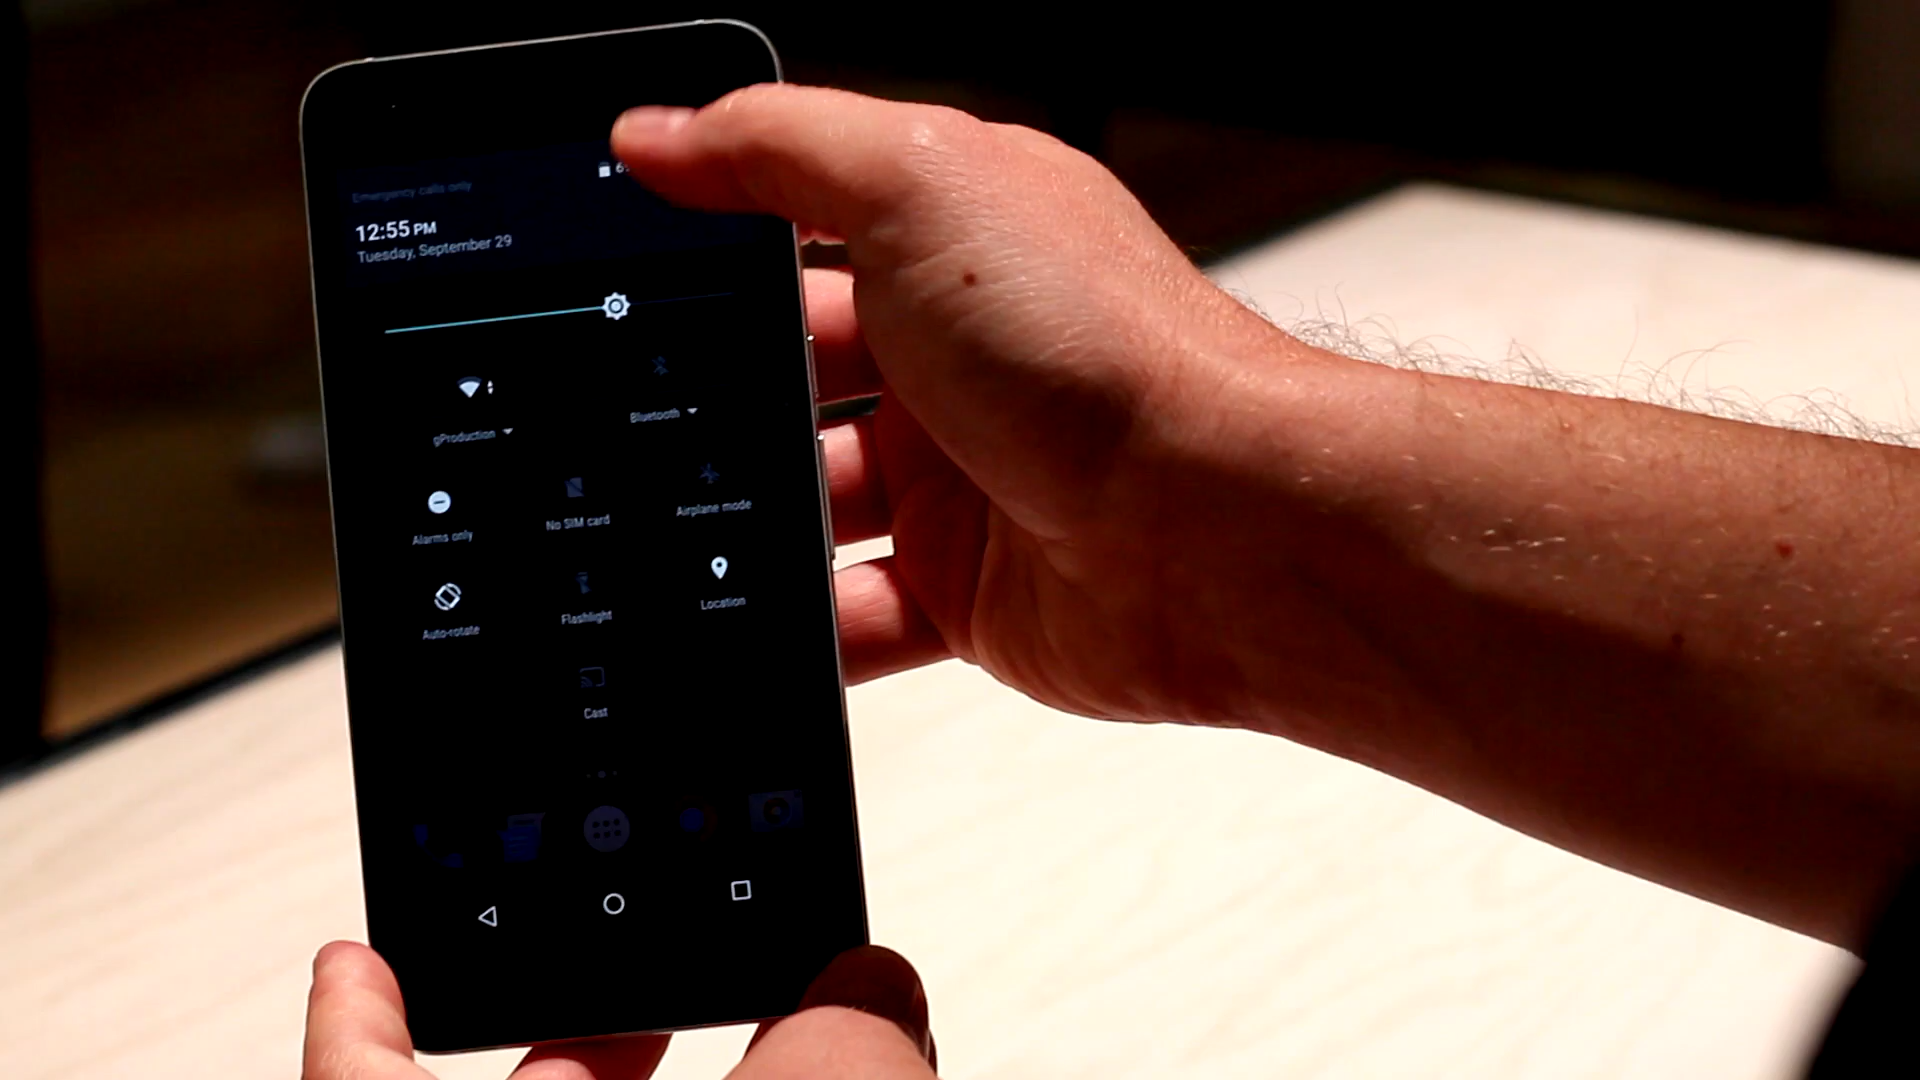 Emergency calls only
12:55 PM
Tuesday, September 29
gProduction
Bluetooth
Alarms only
No SIM card
Airplane mode
Auto-rotate
Flashlight
Location
Cast